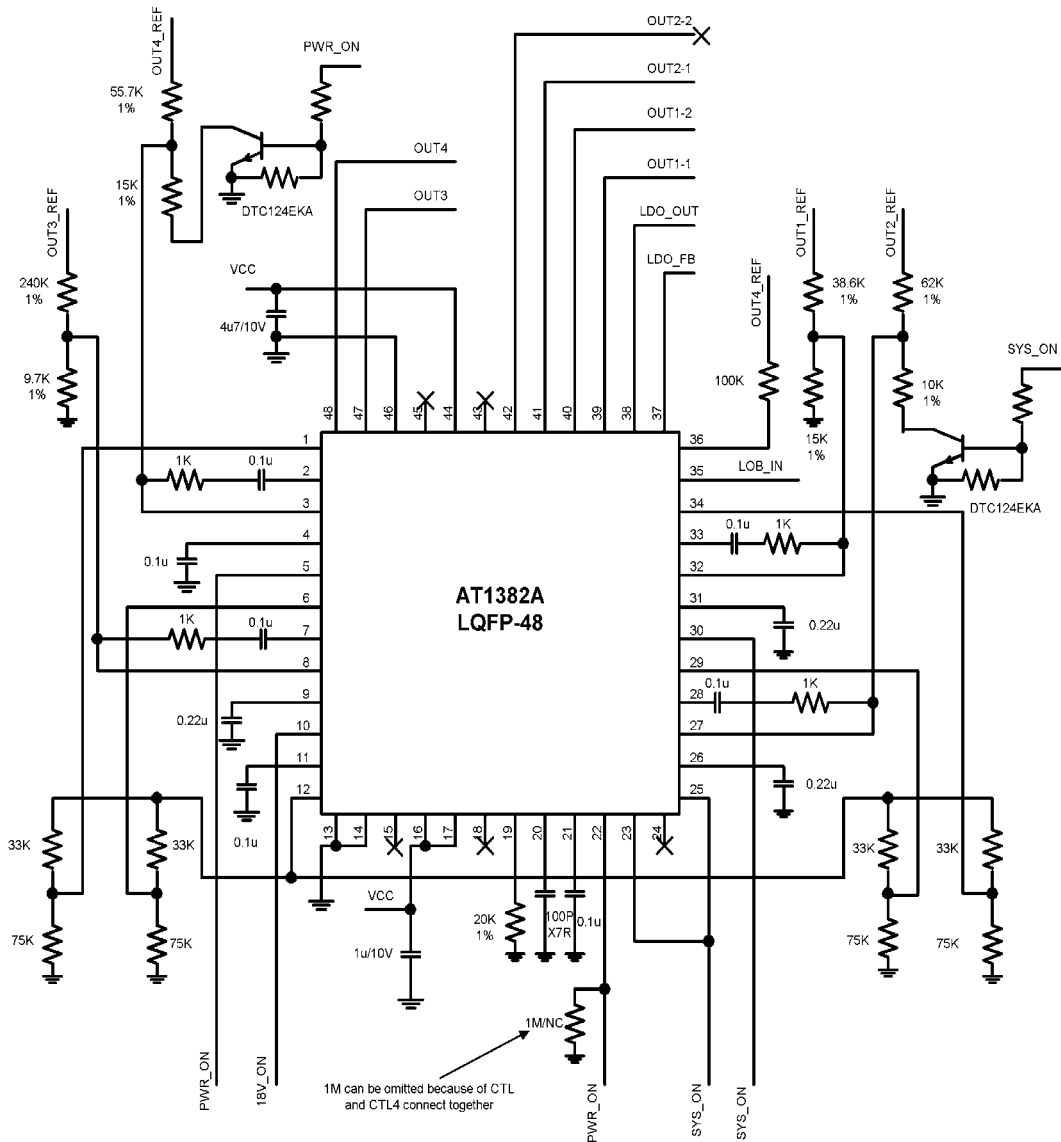 OUT4_REF
PWR_ON
OUT2-2
OUT2-1
OUT1-2
OUT1-1
OUT4
OUT3
LDO_OUT
LDO_FB
55.7K
1%
15K
1%
DTC124EKA
OUT3_REF
240K
1%
9.7K
1%
VCC
4u7/10V
OUT4_REF
100K
OUT1_REF
38.6K
1%
15K
1%
OUT2_REF
62K
1%
10K
1%
SYS_ON
DTC124EKA
48
47
46
45
44
43
42
41
40
39
38
37
1
2
3
4
5
6
7
8
9
10
11
12
1K
0.1u
0.1u
1K
0.1u
0.22u
0.1u
AT1382A
LQFP-48
36
35
34
33
32
31
30
29
28
27
26
25
LOB_IN
0.1u
1K
0.22u
0.1u
1K
0.22u
13
14
15
16
17
18
19
20
21
22
23
24
33K
33K
75K
75K
VCC
1u/10V
20K
1%
100P
X7R
0.1u
33K
33K
75K
75K
1M/NC
1M can be omitted because of CTL
and CTL4 connect together
PWR_ON
18V_ON
PWR_ON
SYS_ON
SYS_ON